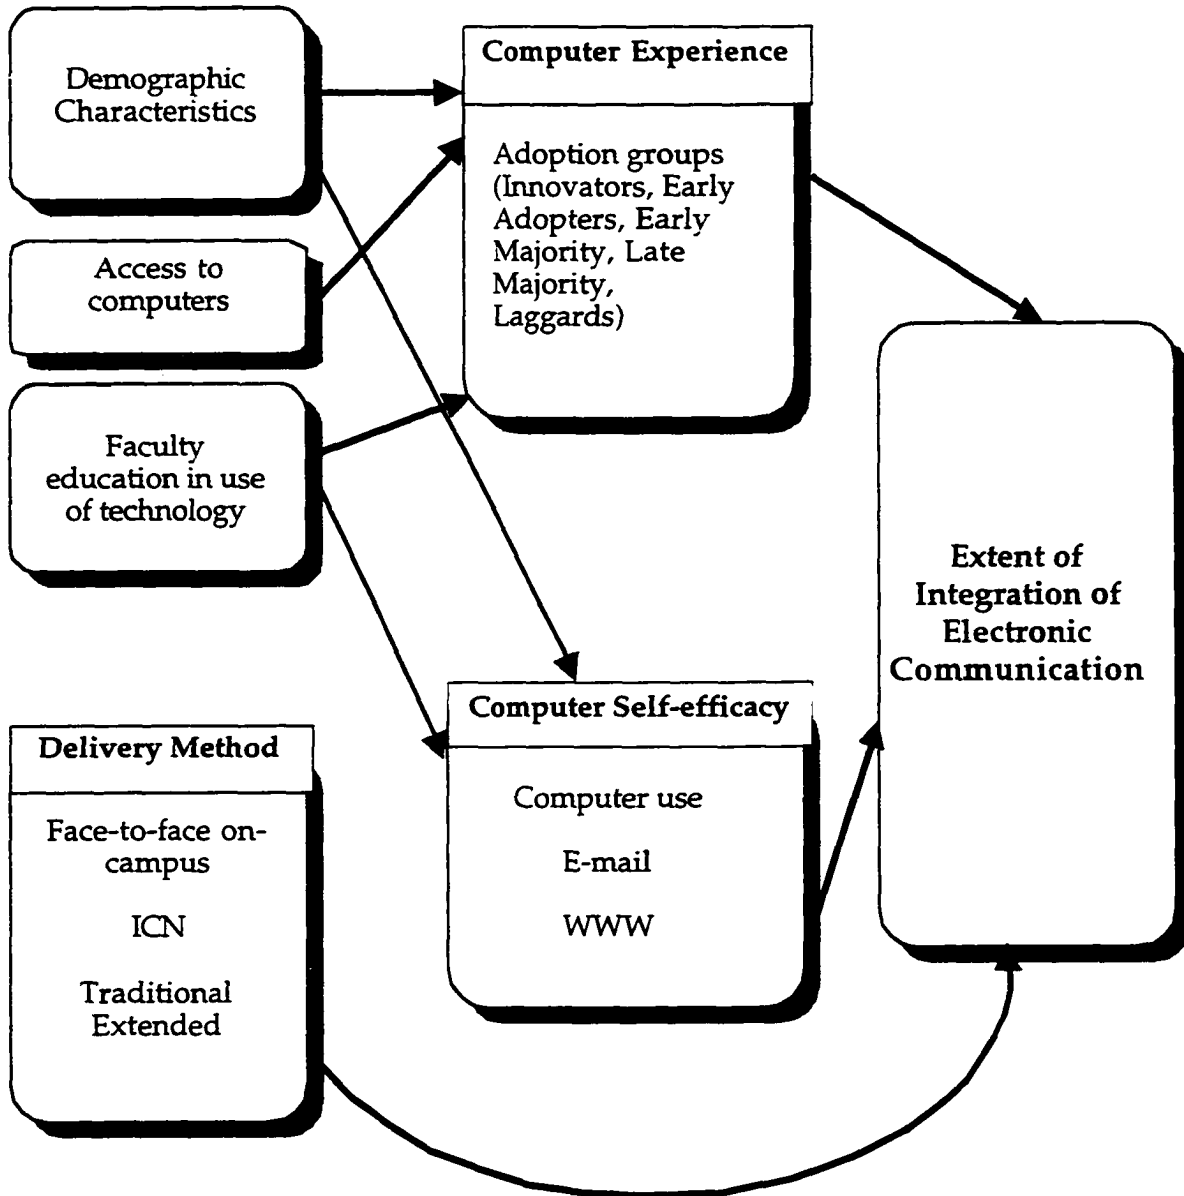 Demographic
Characteristics
Access to
computers
Faculty
education in use
of technology
Delivery Method
Face-to-face on-
campus
ICN
Traditional
Extended
Computer Experience
Adoption groups
(Innovators, Early
Adopters, Early
Majority, Late
Majority,
Laggards)
Computer Self-efficacy
Computer use
E-mail
WWW
Extent of
Integration of
Electronic
Communication